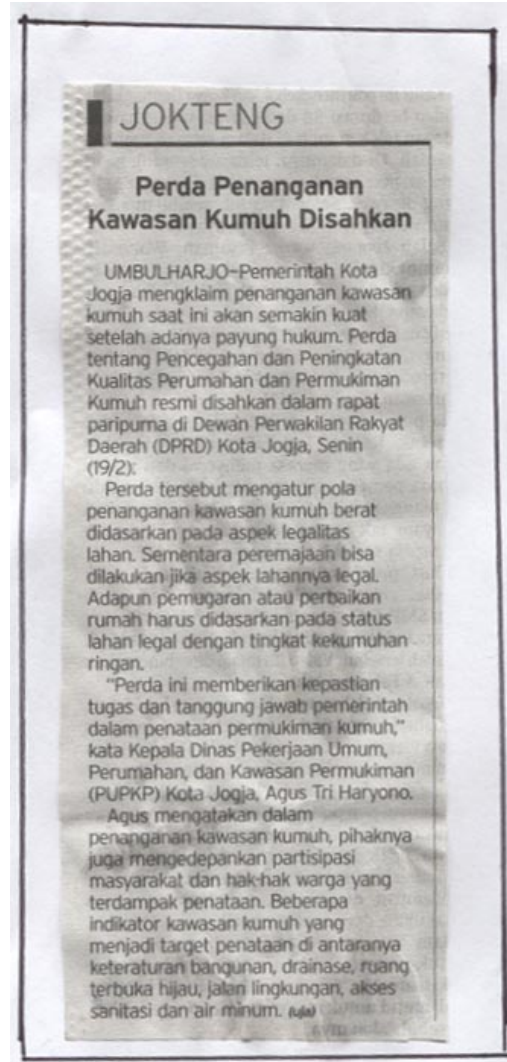 JOKTENG
Perda Penanganan
Kawasan Kumuh Disahkan
UMBULHARJO–Pemerintah Kota
Jogja mengklaim penanganan kawasan
kumuh saat ini akan semakin kuat
setelah adanya payung hukum. Perda
tentang Pencegahan dan Peningkatan
Kualitas Perumahan dan Permukiman
Kumuh resmi disahkan dalam rapat
paripurna di Dewan Perwakilan Rakyat
Daerah (DPRD) Kota Jogja, Senin
(19/2).
Perda tersebut mengatur pola
penanganan kawasan kumuh berat
didasarkan pada aspek legalitas
lahan. Sementara peremajaan bisa
dilakukan jika aspek lahannya legal.
Adapun pemugaran atau perbaikan
rumah harus didasarkan pada status
lahan legal dengan tingkat kekumuhan
ringan.
"Perda ini memberikan kepastian
tugas dan tanggung jawab pemerintah
dalam penataan permukiman kumuh,"
kata Kepala Dinas Pekerjaan Umum,
Perumahan, dan Kawasan Permukiman
(PUPKP) Kota Jogja, Agus Tri Haryono.
Agus mengatakan dalam
penanganan kawasan kumuh, pihaknya
juga mengedepankan partisipasi
masyarakat dan hak-hak warga yang
terdampak penataan. Beberapa
indikator kawasan kumuh yang
menjadi target penataan di antaranya
keteraturan bangunan, drainase, ruang
terbuka hijau, jalan lingkungan, akses
sanitasi dan air minum.